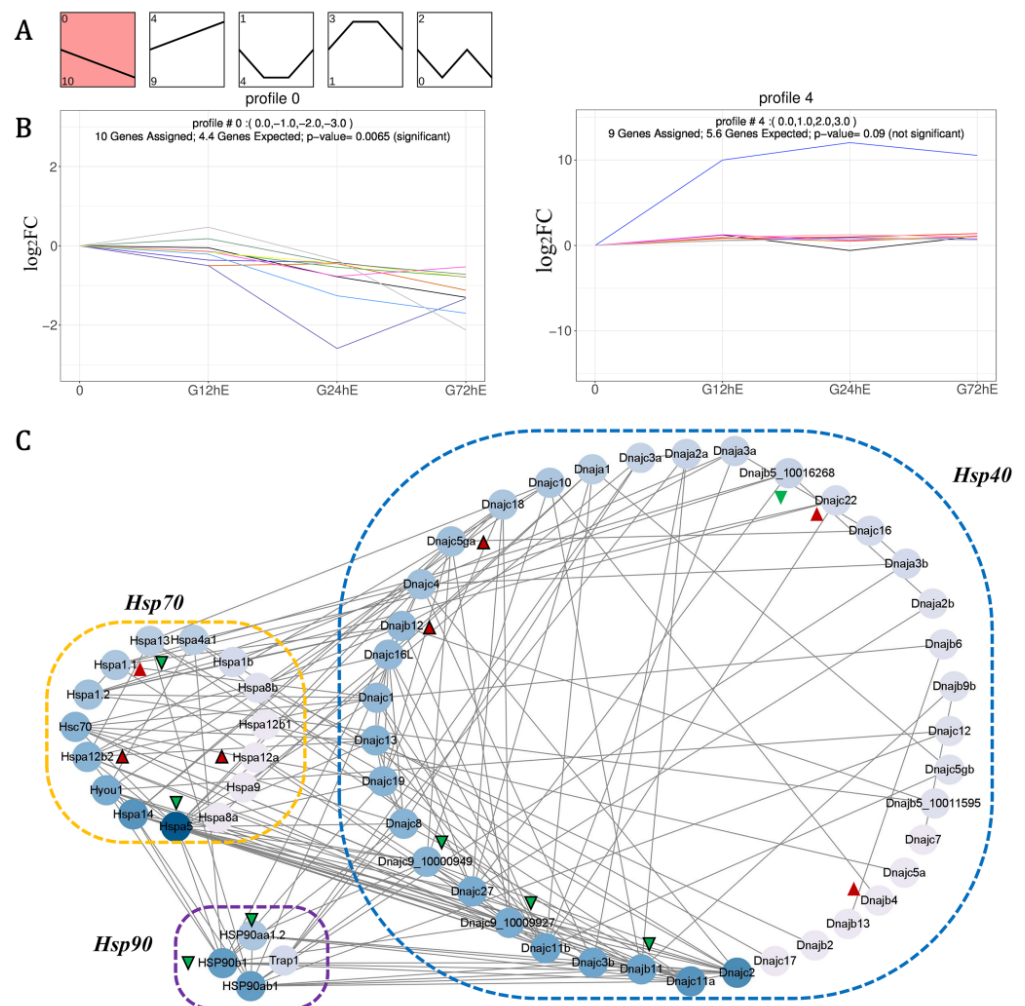 A
0
10
4
9
1
4
3
1
2
0
B
profile 0
profile # 0 :( 0.0,−1.0,−2.0,−3.0 )
10 Genes Assigned; 4.4 Genes Expected; p-value= 0.0065 (significant)
2
0
−2
log2FC
0
G12hE
G24hE
G72hE
profile 4
profile # 4 :( 0.0,1.0,2.0,3.0 )
9 Genes Assigned; 5.6 Genes Expected; p-value= 0.09 (not significant)
10
0
−10
log2FC
0
G12hE
G24hE
G72hE
C
Hsp40
Dnajc3a
Dnaja2a
Dnaja3a
Dnaja1
Dnajb5_10016268
Dnajc10
Dnajc22
Dnajc18
Dnajc16
Dnajc5ga
Dnaja3b
Dnajc4
Dnaja2b
Dnajb12
Dnajb6
Dnajc16L
Dnajb9b
Dnajc1
Dnajc12
Dnajc13
Dnajc5gb
Dnajc19
Dnajb5_10011595
Dnajc8
Dnajc7
Dnajc9_10000949
Dnajc5a
Dnajc27
Dnajb4
Dnajc9_10009927
Dnajb13
Dnajc11b
Dnajb2
Dnajc3b
Dnajc17
Dnajb11
Dnajc2
Dnajc11a
Hsp70
Hspa13
Hspa4a1
Hspa1.1
Hspa1b
Hspa1.2
Hspa8b
Hsc70
Hspa12b1
Hspa12b2
Hspa12a
Hyou1
Hspa9
Hspa14
Hspa8a
Hspa5
Hsp90
HSP90aa1.2
HSP90b1
Trap1
HSP90ab1